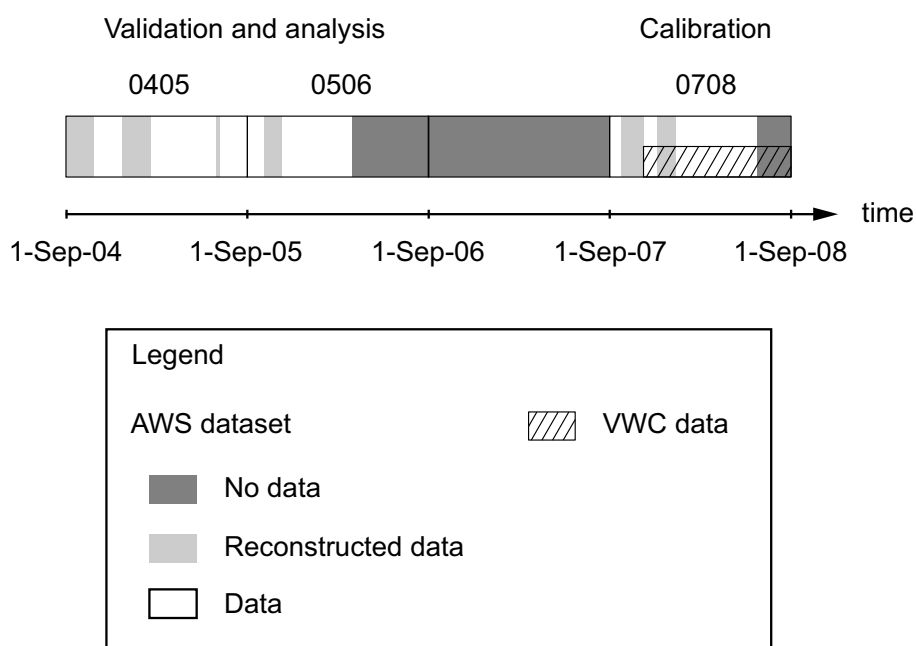 Validation and analysis Calibration
0405 0506 0708
time
1-Sep-04 1-Sep-05 1-Sep-06 1-Sep-07 1-Sep-08
Legend
AWS dataset VWC data
No data
Reconstructed data
Data